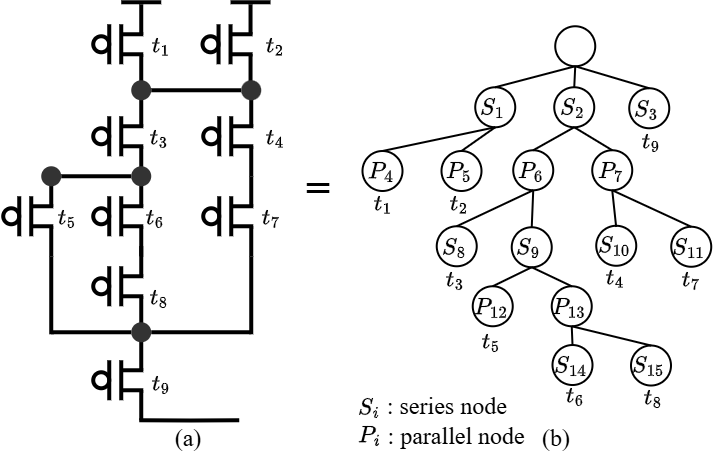 t₁
t₂
t₃
t₄
t₅
t₆
t₇
t₈
t₉
(a)
=
S₁
S₂
S₃
t₉
P₄
P₅
P₆
P₇
t₁
t₂
S₈
S₉
S₁₀
S₁₁
t₃
t₄
t₇
P₁₂
P₁₃
t₅
S₁₄
S₁₅
t₆
t₈
Sᵢ : series node
Pᵢ : parallel node
(b)